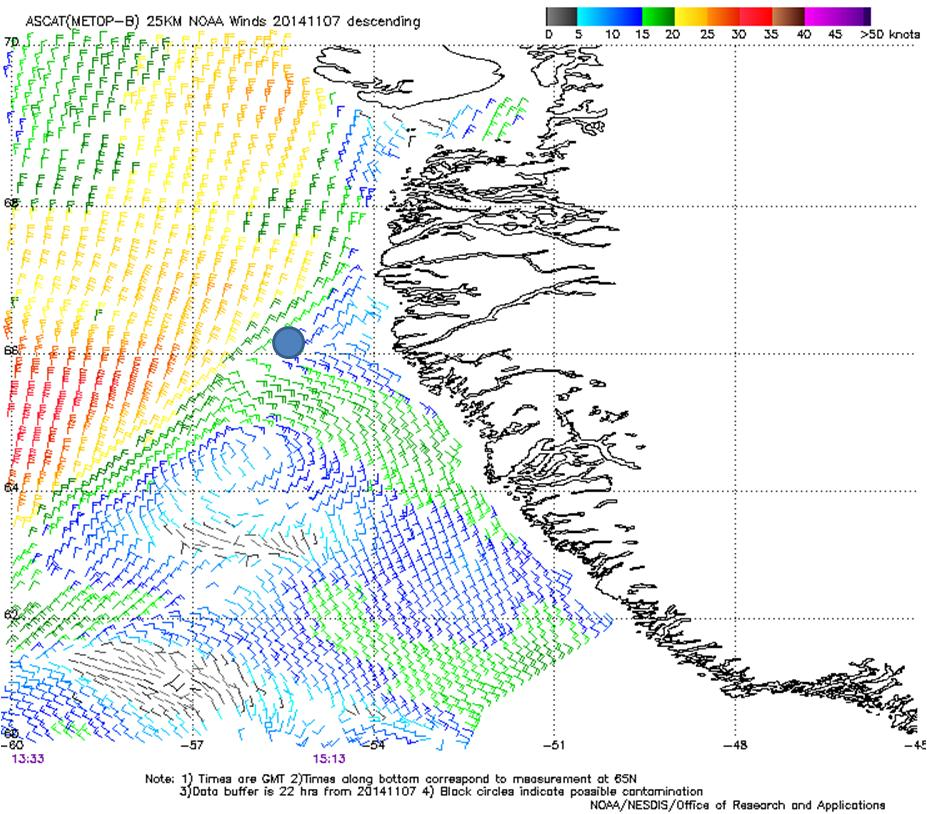 ASCAT(METOP-B) 25KM NOAA Winds 20141107 descending
0 5 10 15 20 25 30 35 40 45 >50 knots
70
68
66
64
62
60
-60 -57 -54 -51 -48 -45
13:33 15:13
Note: 1) Times are GMT 2)Times along bottom correspond to measurement at 65N
3)Data buffer is 22 hrs from 20141107 4) Black circles indicate possible contamination
NOAA/NESDIS/Office of Research and Applications